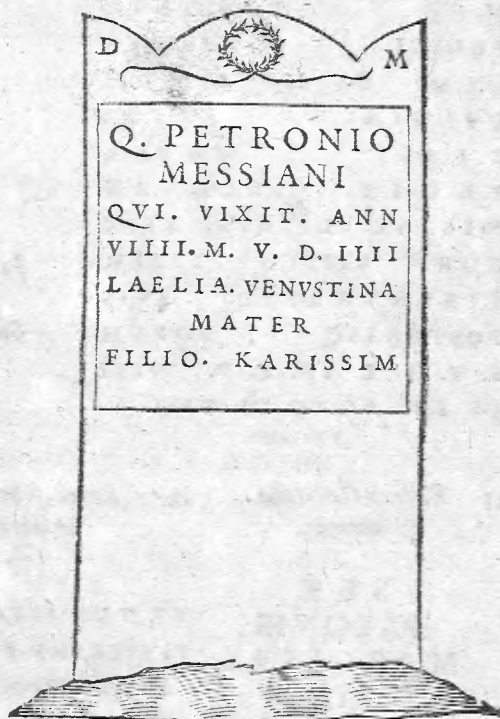 D M
Q. PETRONIO
MESSIANI
QVI. VIXIT. ANN
VIIII. M. V. D. IIII
LAELIA. VENVSTINA
MATER
FILIO. KARISSIM